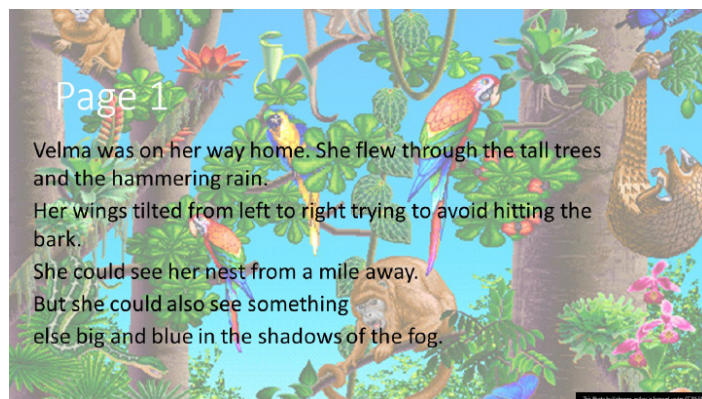 Page 1
Velma was on her way home. She flew through the tall trees
and the hammering rain.
Her wings tilted from left to right trying to avoid hitting the
bark.
She could see her nest from a mile away.
But she could also see something
else big and blue in the shadows of the fog.